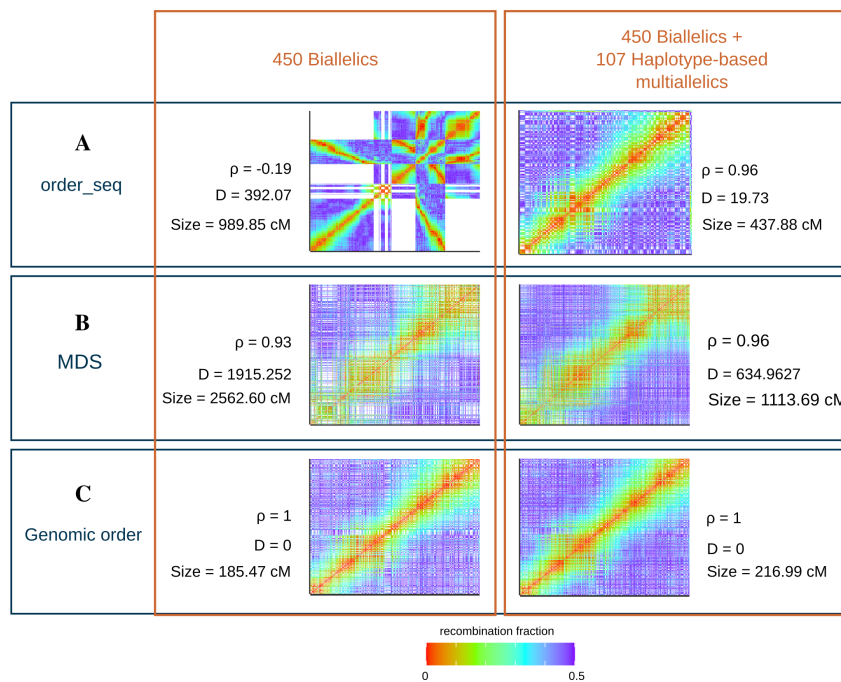 450 Biallelics
450 Biallelics +
107 Haplotype-based
multiallelics
A
order_seq
ρ = -0.19
D = 392.07
Size = 989.85 cM
ρ = 0.96
D = 19.73
Size = 437.88 cM
B
MDS
ρ = 0.93
D = 1915.252
Size = 2562.60 cM
ρ = 0.96
D = 634.9627
Size = 1113.69 cM
C
Genomic order
ρ = 1
D = 0
Size = 185.47 cM
ρ = 1
D = 0
Size = 216.99 cM
recombination fraction
0
0.5